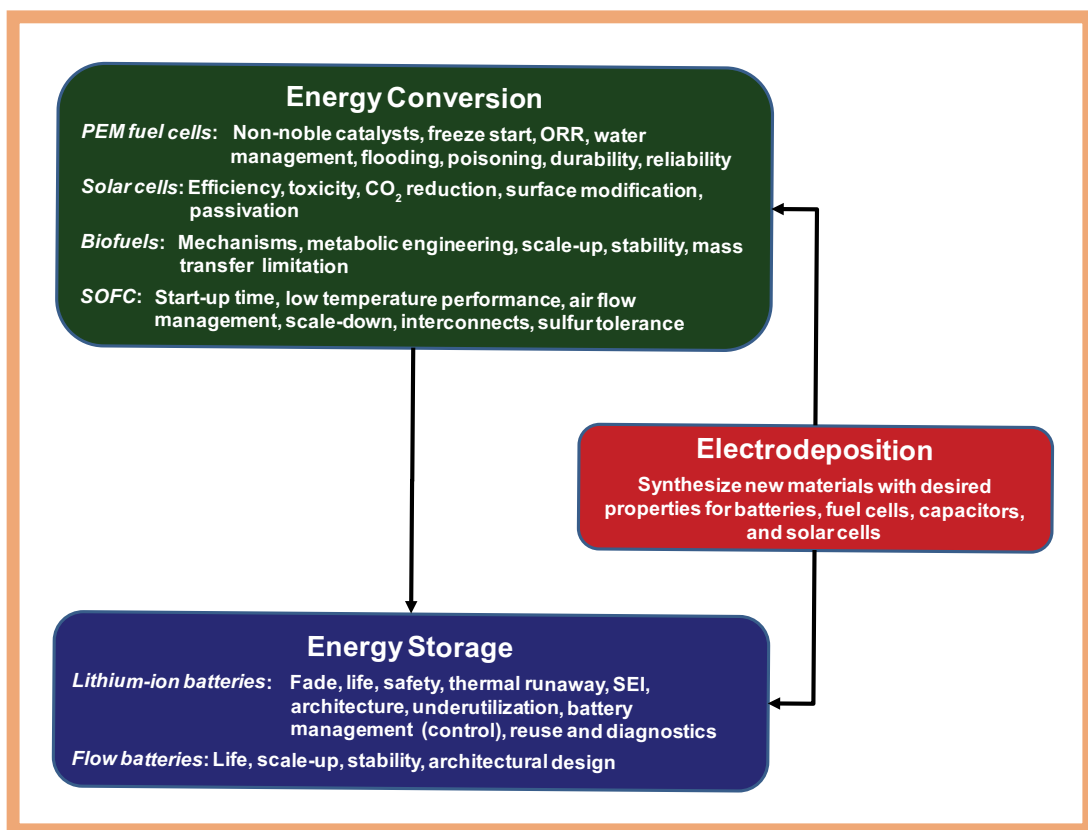 Energy Conversion
PEM fuel cells: Non-noble catalysts, freeze start, ORR, water
management, flooding, poisoning, durability, reliability
Solar cells: Efficiency, toxicity, CO₂ reduction, surface modification,
passivation
Biofuels: Mechanisms, metabolic engineering, scale-up, stability, mass
transfer limitation
SOFC: Start-up time, low temperature performance, air flow
management, scale-down, interconnects, sulfur tolerance
Electrodeposition
Synthesize new materials with desired
properties for batteries, fuel cells, capacitors,
and solar cells
Energy Storage
Lithium-ion batteries: Fade, life, safety, thermal runaway, SEI,
architecture, underutilization, battery
management (control), reuse and diagnostics
Flow batteries: Life, scale-up, stability, architectural design